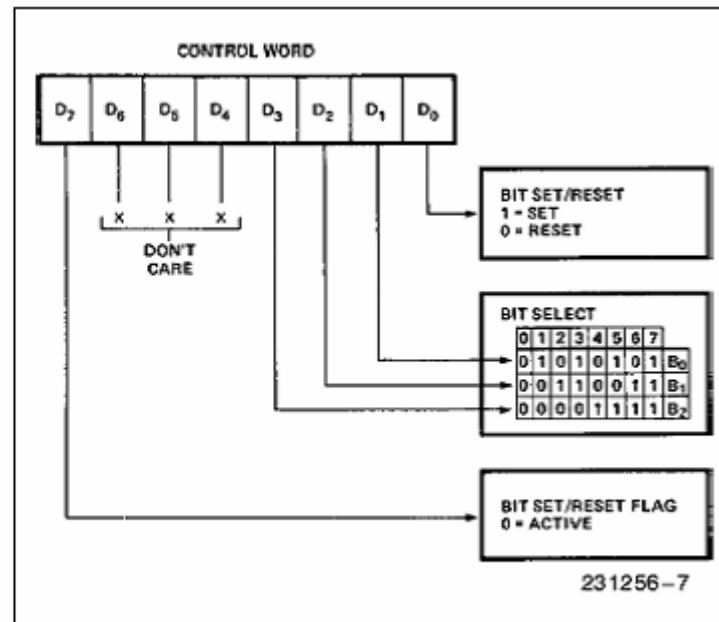 CONTROL WORD
D7 D6 D5 D4 D3 D2 D1 D0
X X X
DON'T
CARE
BIT SET/RESET
1 = SET
0 = RESET
BIT SELECT
0 1 2 3 4 5 6 7
0 1 0 1 0 1 0 1 B0
0 0 1 1 0 0 1 1 B1
0 0 0 0 1 1 1 1 B2
BIT SET/RESET FLAG
0 = ACTIVE
231256-7